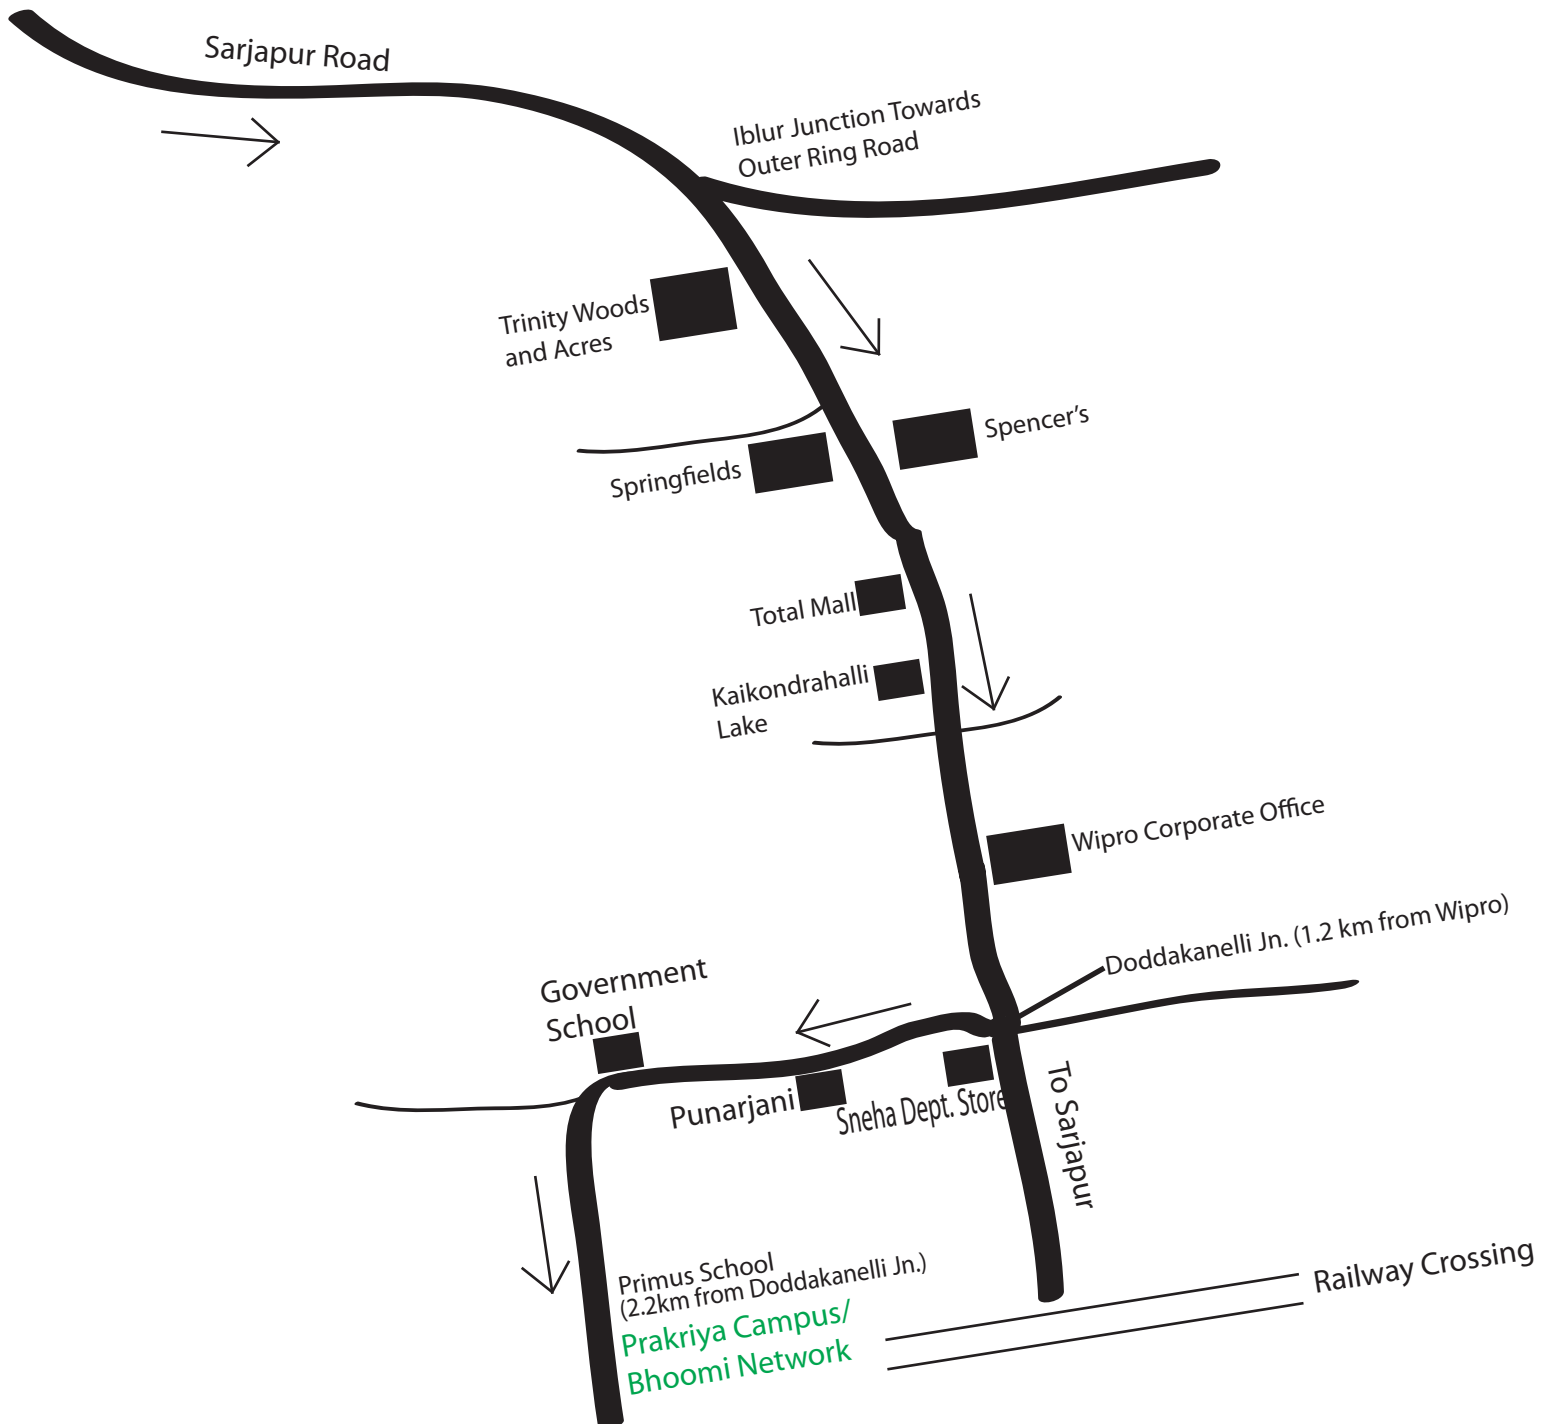 Sarjapur Road
Iblur Junction Towards
Outer Ring Road
Trinity Woods
and Acres
Spencer's
Springfields
Total Mall
Kaikondrahalli
Lake
Wipro Corporate Office
Doddakanelli Jn. (1.2 km from Wipro)
Government
School
Punarjani
Sneha Dept. Store
To Sarjapur
Primus School
(2.2km from Doddakanelli Jn.)
Prakriya Campus/
Bhoomi Network
Railway Crossing